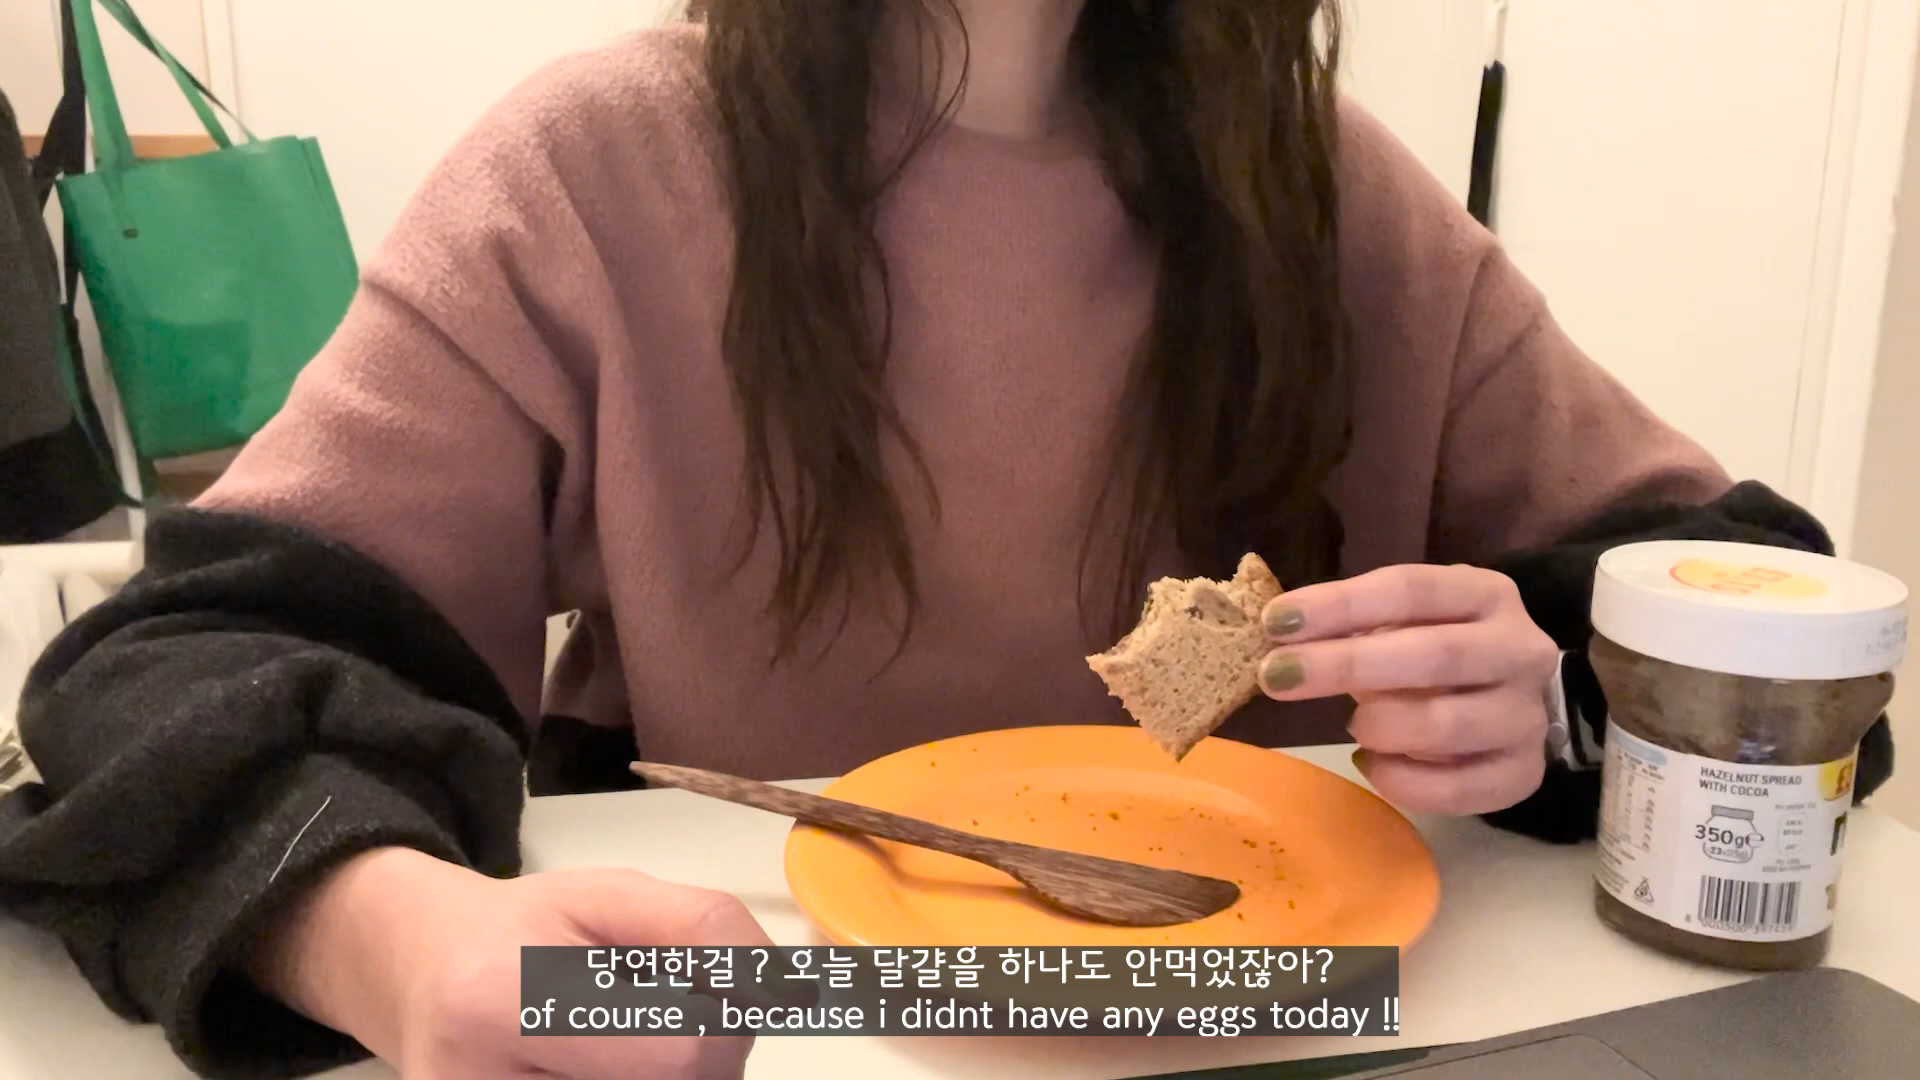 HAZELNUT SPREAD
WITH COCOA
350g
당연한걸 ? 오늘 달걀을 하나도 안먹었잖아?
of course , because i didnt have any eggs today !!